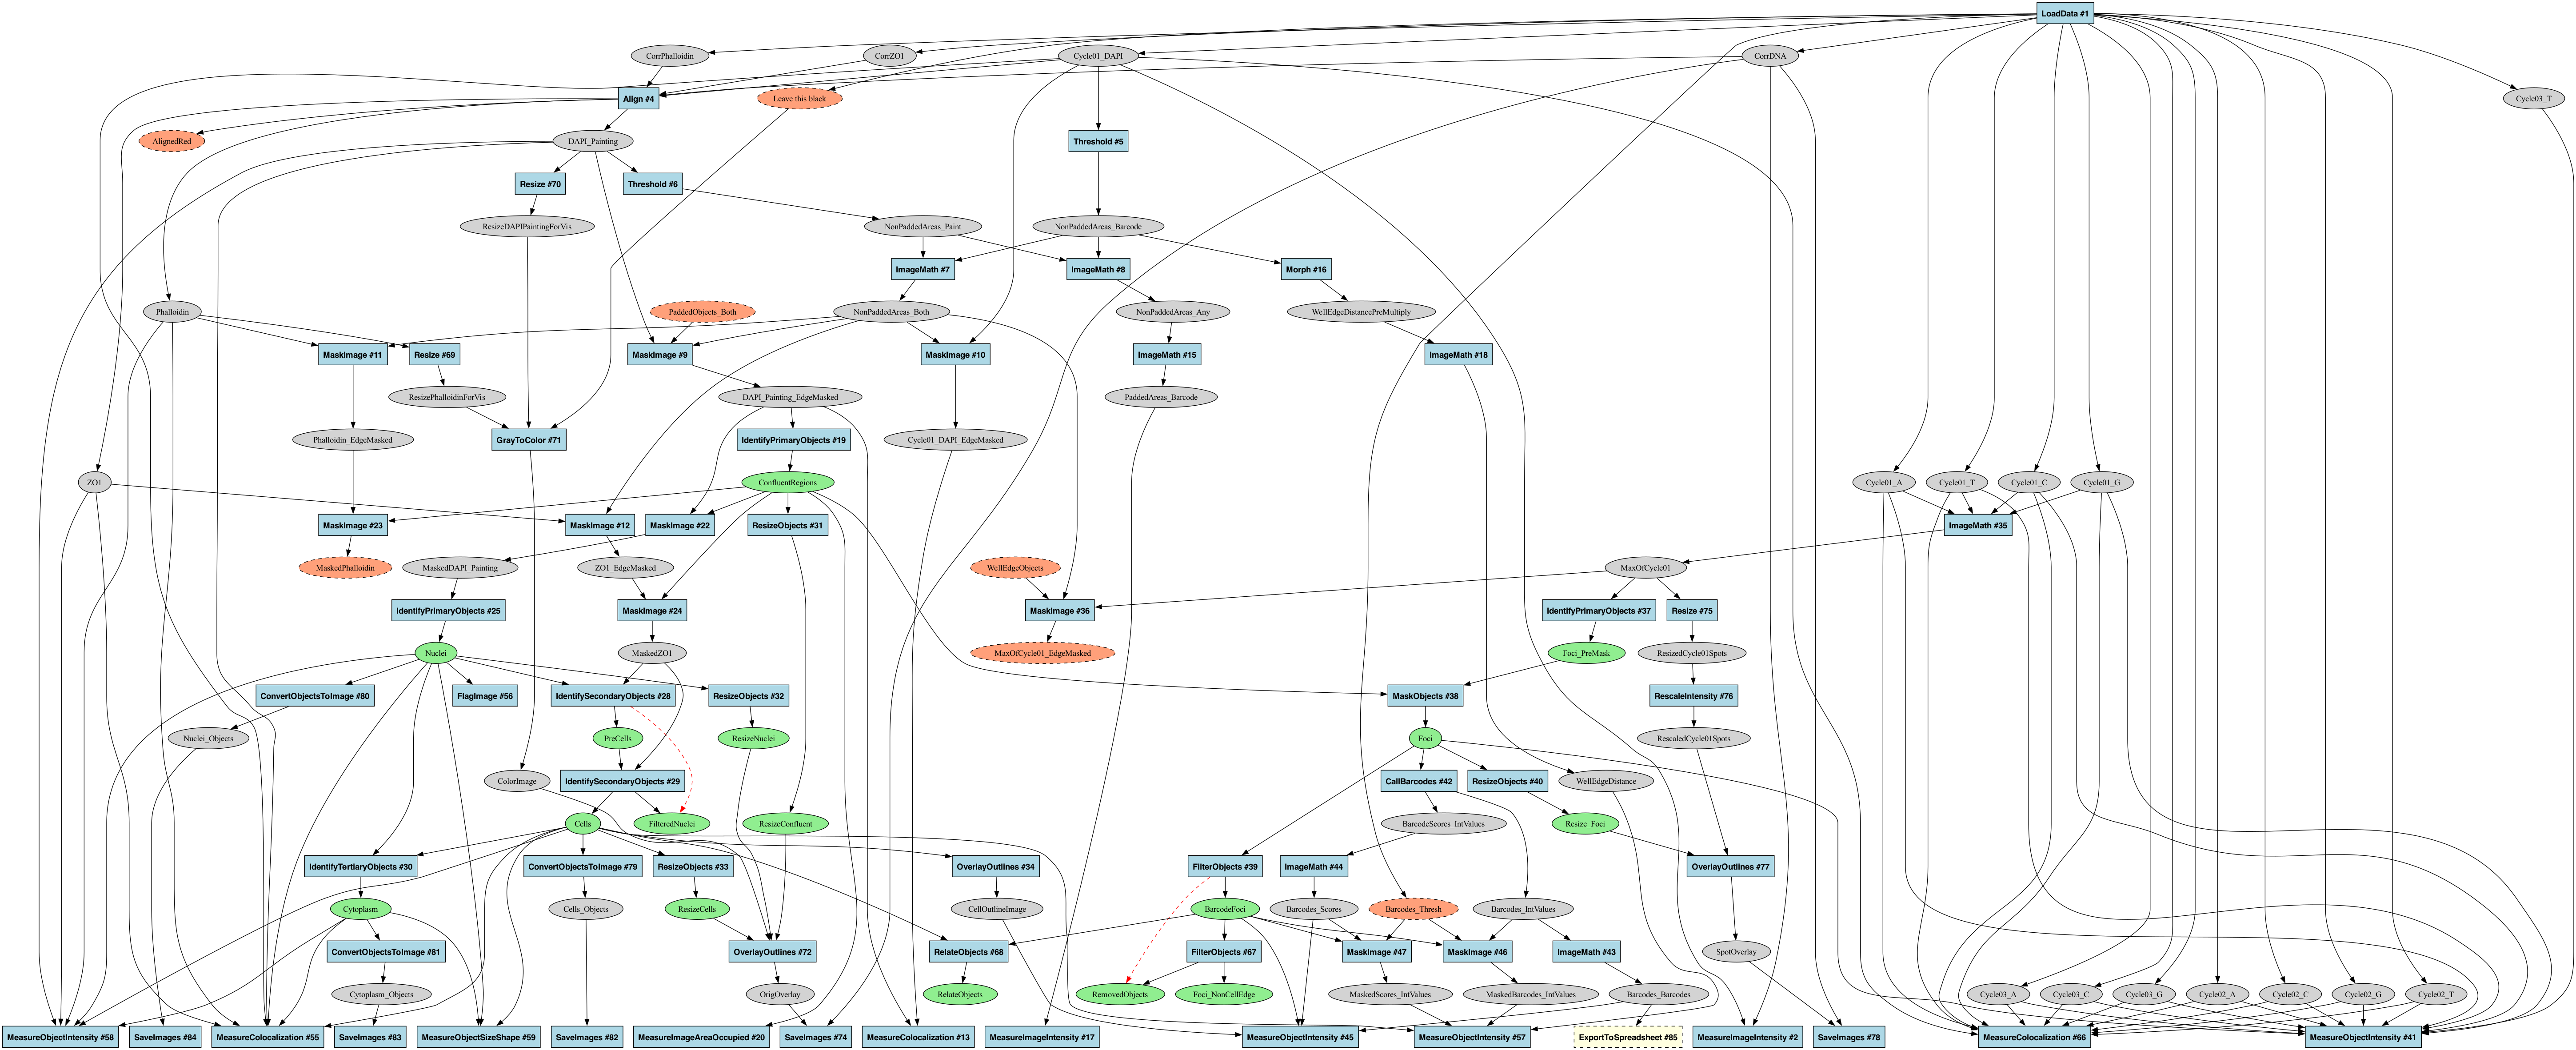 LoadData #1
CorrPhalloidin
CorrZO1
Cycle01_DAPI
CorrDNA
Align #4
Leave this black
Cycle03_T
AlignedRed
DAPI_Painting
Threshold #5
Resize #70
Threshold #6
ResizeDAPIPaintingForVis
NonPaddedAreas_Paint
NonPaddedAreas_Barcode
ImageMath #7
ImageMath #8
Morph #16
Phalloidin
PaddedObjects_Both
NonPaddedAreas_Both
NonPaddedAreas_Any
WellEdgeDistancePreMultiply
MaskImage #11
Resize #69
MaskImage #9
MaskImage #10
ImageMath #15
ImageMath #18
ResizePhalloidinForVis
DAPI_Painting_EdgeMasked
PaddedAreas_Barcode
Phalloidin_EdgeMasked
GrayToColor #71
IdentifyPrimaryObjects #19
Cycle01_DAPI_EdgeMasked
ZO1
ConfluentRegions
Cycle01_A
Cycle01_T
Cycle01_C
Cycle01_G
MaskImage #23
MaskImage #12
MaskImage #22
ResizeObjects #31
ImageMath #35
MaskedPhalloidin
MaskedDAPI_Painting
ZO1_EdgeMasked
WellEdgeObjects
MaxOfCycle01
IdentifyPrimaryObjects #25
MaskImage #24
MaskImage #36
IdentifyPrimaryObjects #37
Resize #75
Nuclei
MaskedZO1
MaxOfCycle01_EdgeMasked
Foci_PreMask
ResizedCycle01Spots
ConvertObjectsToImage #80
FlagImage #56
IdentifySecondaryObjects #28
ResizeObjects #32
MaskObjects #38
RescaleIntensity #76
Nuclei_Objects
PreCells
ResizeNuclei
Foci
RescaledCycle01Spots
ColorImage
IdentifySecondaryObjects #29
CallBarcodes #42
ResizeObjects #40
WellEdgeDistance
Cells
FilteredNuclei
ResizeConfluent
BarcodeScores_IntValues
Resize_Foci
IdentifyTertiaryObjects #30
ConvertObjectsToImage #79
ResizeObjects #33
OverlayOutlines #34
FilterObjects #39
ImageMath #44
OverlayOutlines #77
Cytoplasm
Cells_Objects
ResizeCells
CellOutlineImage
BarcodeFoci
Barcodes_Scores
Barcodes_Thresh
Barcodes_IntValues
ConvertObjectsToImage #81
OverlayOutlines #72
RelateObjects #68
FilterObjects #67
MaskImage #47
MaskImage #46
ImageMath #43
SpotOverlay
Cytoplasm_Objects
OrigOverlay
RelateObjects
RemovedObjects
Foci_NonCellEdge
MaskedScores_IntValues
MaskedBarcodes_IntValues
Barcodes_Barcodes
Cycle03_A
Cycle03_C
Cycle03_G
Cycle02_A
Cycle02_C
Cycle02_G
Cycle02_T
MeasureObjectIntensity #58
SaveImages #84
MeasureColocalization #55
SaveImages #83
MeasureObjectSizeShape #59
SaveImages #82
MeasureImageAreaOccupied #20
SaveImages #74
MeasureColocalization #13
MeasureImageIntensity #17
MeasureObjectIntensity #45
MeasureObjectIntensity #57
ExportToSpreadsheet #85
MeasureImageIntensity #2
SaveImages #78
MeasureColocalization #66
MeasureObjectIntensity #41